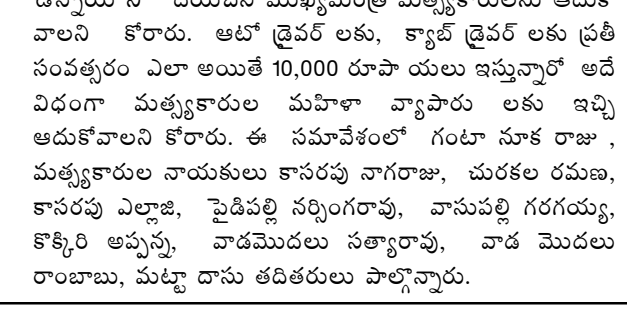 వాలని కోరారు. ఆటో డ్రైవర్ లకు, క్యాబ్ డ్రైవర్ లకు ప్రతీ
సంవత్సరం ఎలా అయితే 10,000 రూపా యలు ఇస్తున్నారో అదే
విధంగా మత్స్యకారుల మహిళా వ్యాపారు లకు ఇచ్చి
ఆదుకోవాలని కోరారు. ఈ సమావేశంలో గంటా నూక రాజు ,
మత్స్యకారుల నాయకులు కాసరపు నాగరాజు, చురకల రమణ,
కాసరపు ఎల్లాజి, పైడిపల్లి నర్సింగరావు, వాసుపల్లి గరగయ్య,
కొక్కిరి అప్పన్న, వాడమొదలు సత్యారావు, వాడ మొదలు
రాంబాబు, మట్టా దాసు తదితరులు పాల్గొన్నారు.